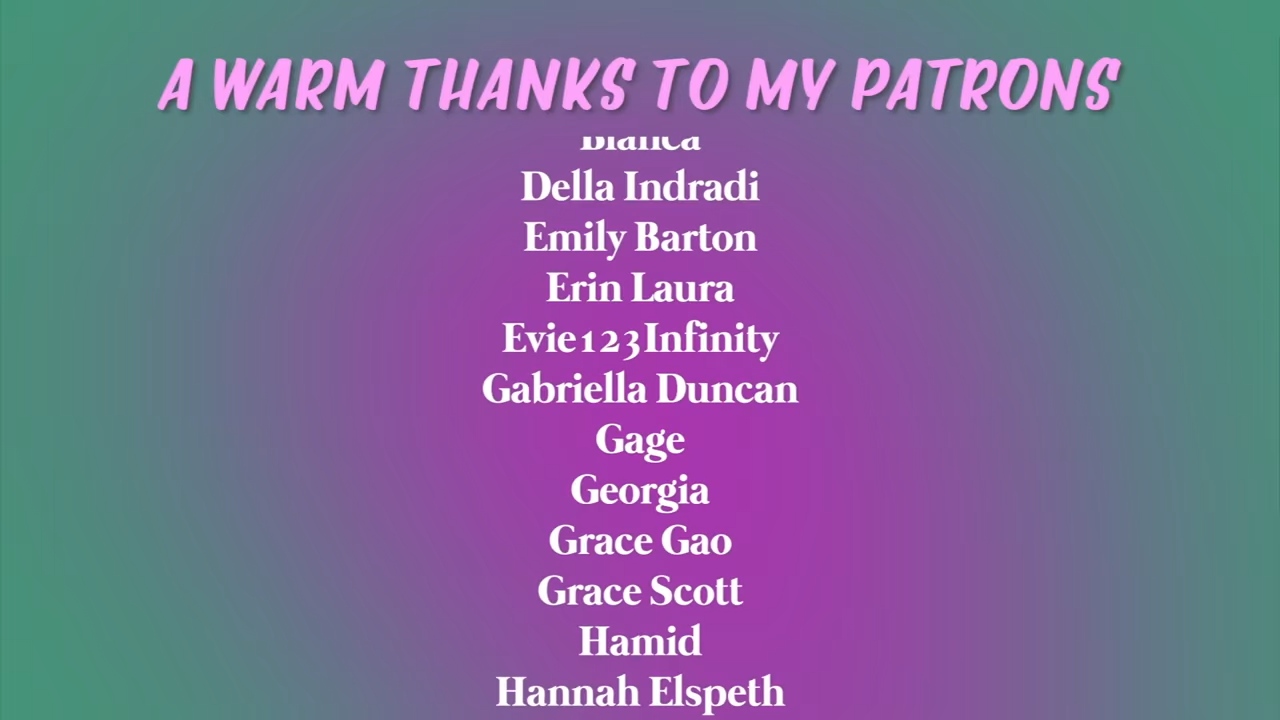 A WARM THANKS TO MY PATRONS
Bianca
Della Indradi
Emily Barton
Erin Laura
Evie123Infinity
Gabriella Duncan
Gage
Georgia
Grace Gao
Grace Scott
Hamid
Hannah Elspeth